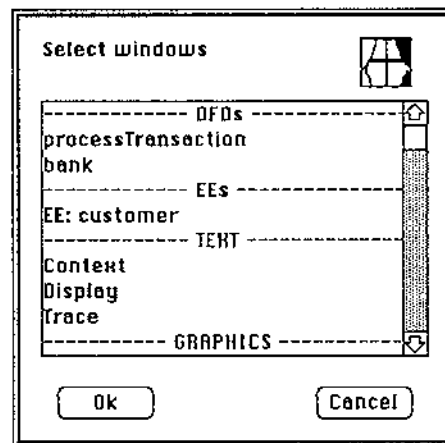 Select windows
---------------- DFDs ----------------
processTransaction
bank
---------------- EEs ----------------
EE: customer
---------------- TEXT ----------------
Context
Display
Trace
-------------- GRAPHICS --------------
Ok
Cancel